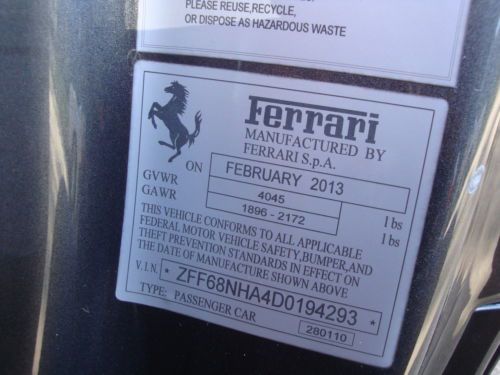 PLEASE REUSE,RECYCLE,
OR DISPOSE AS HAZARDOUS WASTE
Ferrari
MANUFACTURED BY
FERRARI S.p.A.
ON FEBRUARY 2013
GVWR 4045 lbs
GAWR 1896 - 2172 lbs
THIS VEHICLE CONFORMS TO ALL APPLICABLE
FEDERAL MOTOR VEHICLE SAFETY, BUMPER, AND
THEFT PREVENTION STANDARDS IN EFFECT ON
THE DATE OF MANUFACTURE SHOWN ABOVE
V. I. N. * ZFF68NHA4D0194293 *
TYPE: PASSENGER CAR 280110